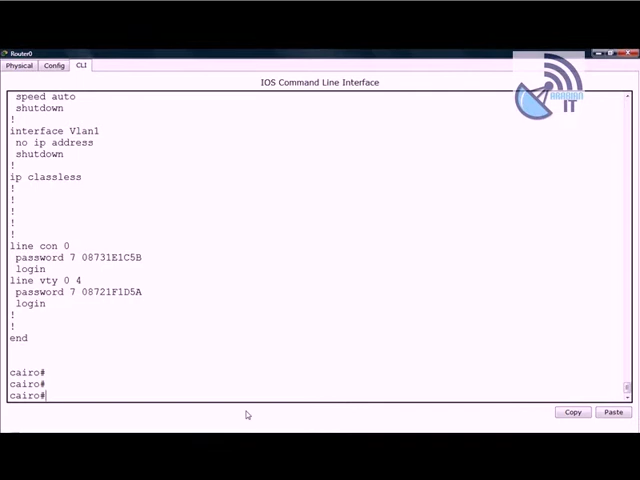 Router0
Physical Config CLI
IOS Command Line Interface
speed auto
shutdown
!
interface Vlan1
no ip address
shutdown
!
ip classless
!
!
!
!
!
line con 0
password 7 08731E1C5B
login
line vty 0 4
password 7 08721F1D5A
login
!
!
end
cairo#
cairo#
cairo#
Copy Paste
IT